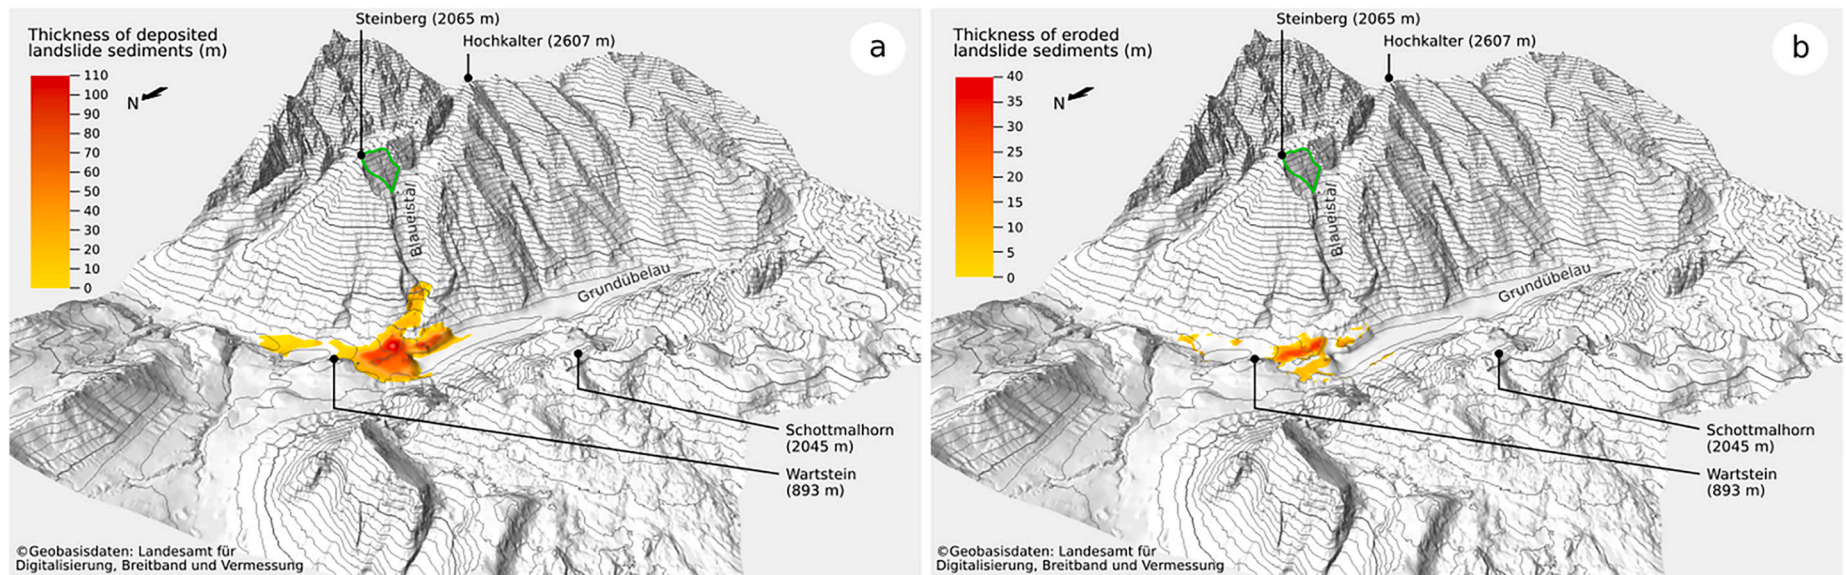 Steinberg (2065 m)
Hochkalter (2607 m)
a
Thickness of deposited
landslide sediments (m)
110
100
90
80
70
60
50
40
30
20
10
0
N
Blaueistal
Grundübelau
Schottmalhorn
(2045 m)
Wartstein
(893 m)
©Geobasisdaten: Landesamt für
Digitalisierung, Breitband und Vermessung
Steinberg (2065 m)
Hochkalter (2607 m)
b
Thickness of eroded
landslide sediments (m)
40
35
30
25
20
15
10
5
0
N
Blaueistal
Grundübelau
Schottmalhorn
(2045 m)
Wartstein
(893 m)
©Geobasisdaten: Landesamt für
Digitalisierung, Breitband und Vermessung